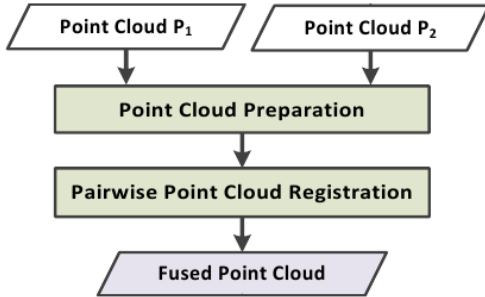 Point Cloud P₁
Point Cloud P₂
Point Cloud Preparation
Pairwise Point Cloud Registration
Fused Point Cloud